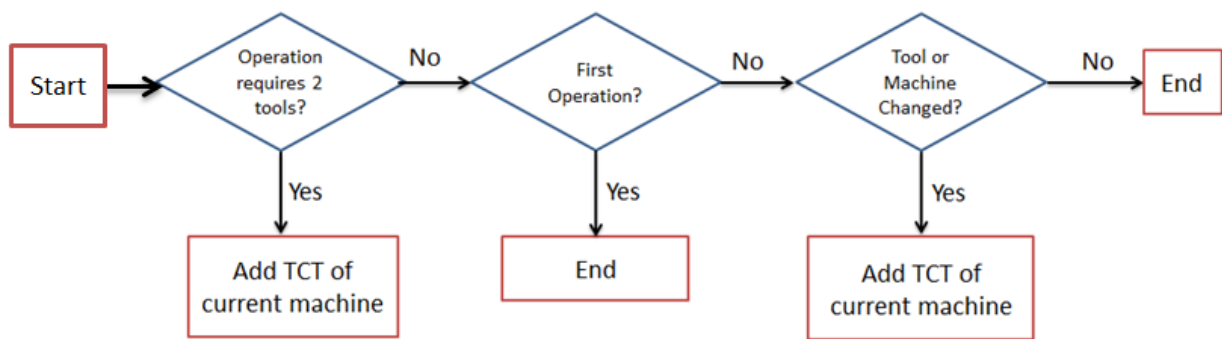 Start
Operation
requires 2
tools?
No
First
Operation?
No
Tool or
Machine
Changed?
No
End
Yes
Yes
Yes
Add TCT of
current machine
End
Add TCT of
current machine